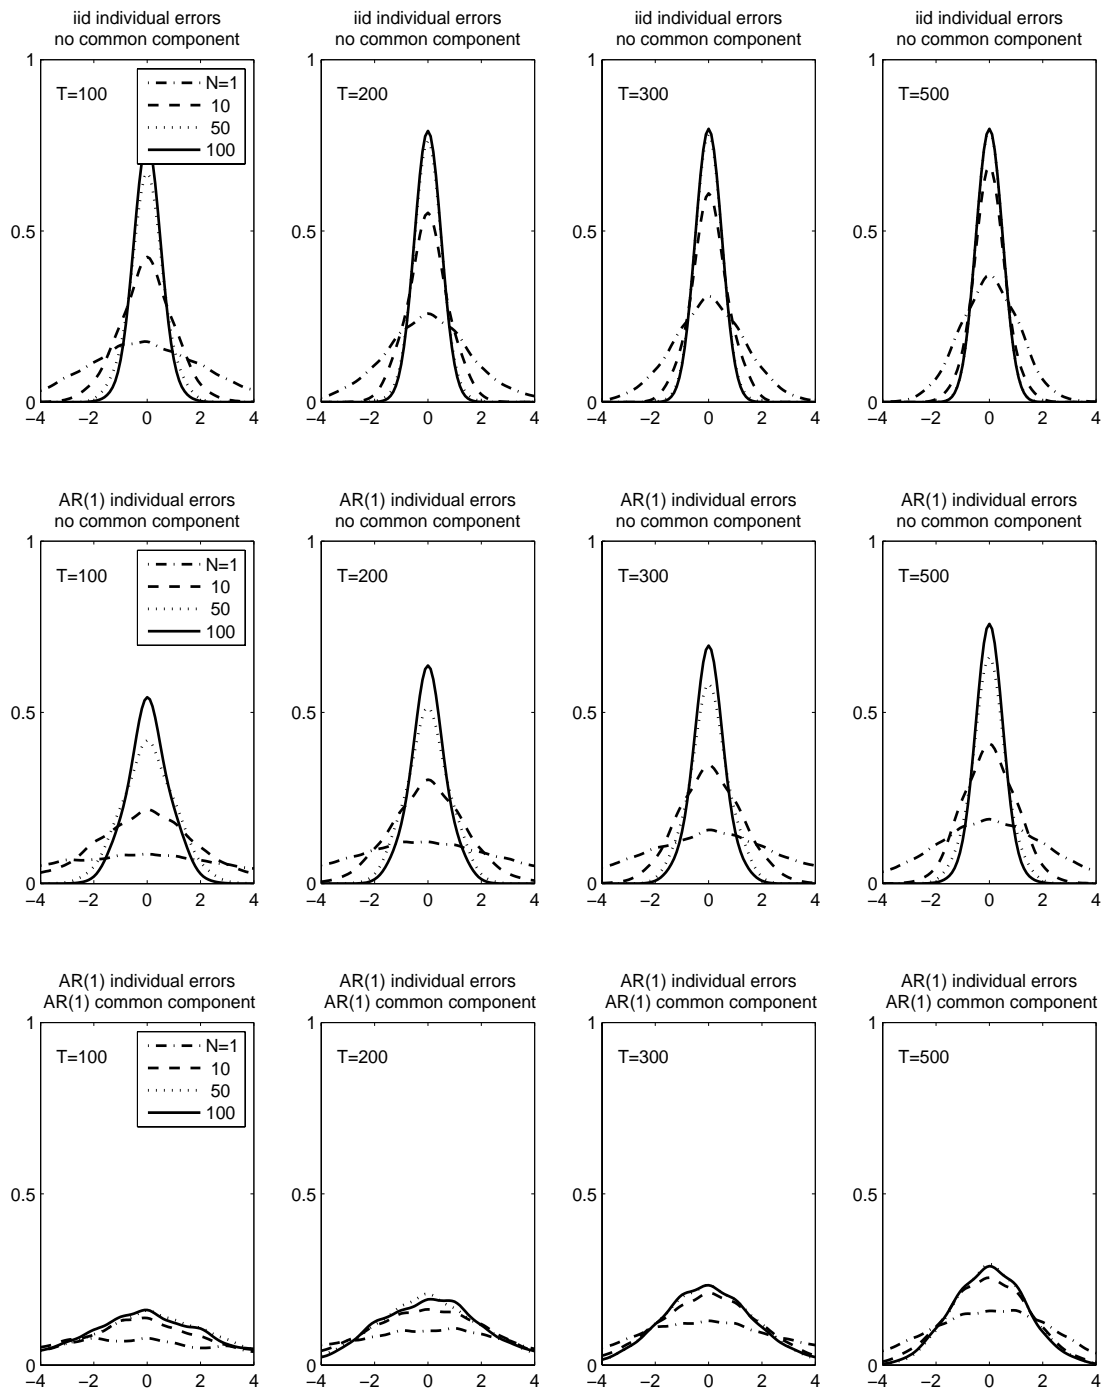 iid individual errors
no common component
iid individual errors
no common component
iid individual errors
no common component
iid individual errors
no common component
1
0.5
0
−4 −2 0 2 4
T=100
N=1
10
50
100
1
0.5
0
−4 −2 0 2 4
T=200
1
0.5
0
−4 −2 0 2 4
T=300
1
0.5
0
−4 −2 0 2 4
T=500
AR(1) individual errors
no common component
AR(1) individual errors
no common component
AR(1) individual errors
no common component
AR(1) individual errors
no common component
1
0.5
0
−4 −2 0 2 4
T=100
N=1
10
50
100
1
0.5
0
−4 −2 0 2 4
T=200
1
0.5
0
−4 −2 0 2 4
T=300
1
0.5
0
−4 −2 0 2 4
T=500
AR(1) individual errors
AR(1) common component
AR(1) individual errors
AR(1) common component
AR(1) individual errors
AR(1) common component
AR(1) individual errors
AR(1) common component
1
0.5
0
−4 −2 0 2 4
T=100
N=1
10
50
100
1
0.5
0
−4 −2 0 2 4
T=200
1
0.5
0
−4 −2 0 2 4
T=300
1
0.5
0
−4 −2 0 2 4
T=500